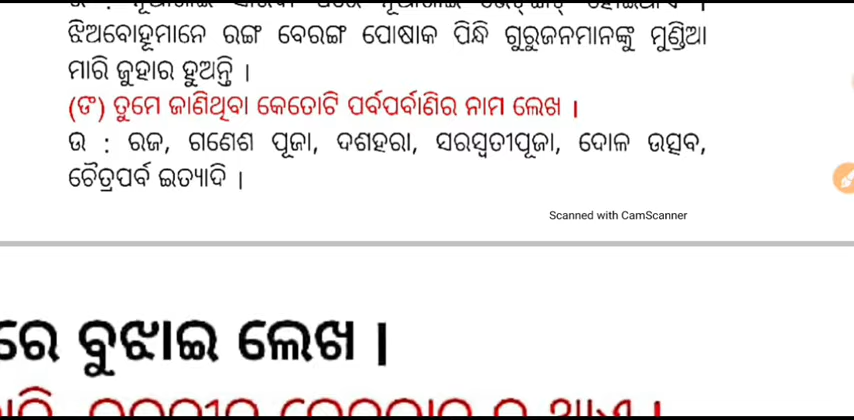 ଝିଅବୋହୂମାନେ ରଙ୍ଗ ବେରଙ୍ଗ ପୋଷାକ ପିନ୍ଧି ଗୁରୁଜନମାନଙ୍କୁ ମୁଣ୍ଡିଆ
ମାରି ଜୁହାର ହୁଅନ୍ତି |
(ଙ) ତୁମେ ଜାଣିଥିବା କେତୋଟି ପର୍ବପର୍ବାଣିର ନାମ ଲେଖ |
ଉ : ରଜ, ଗଣେଶ ପୂଜା, ଦଶହରା, ସରସ୍ଵତୀପୂଜା, ଦୋଳ ଉତ୍ସବ,
ଚୈତ୍ରପର୍ବ ଇତ୍ୟାଦି |
Scanned with CamScanner
ରେ ବୁଝାଇ ଲେଖ |